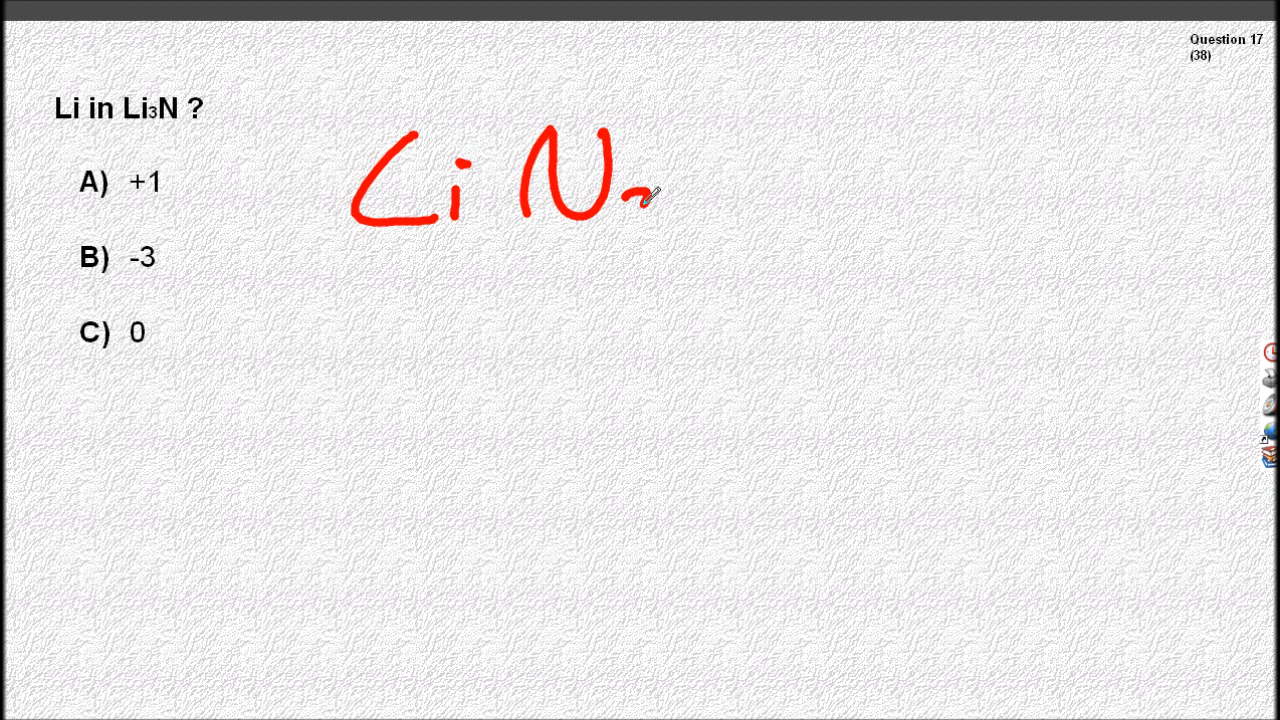 Question 17
(38)
Li in Li₃N ?
Li N
A) +1
B) -3
C) 0